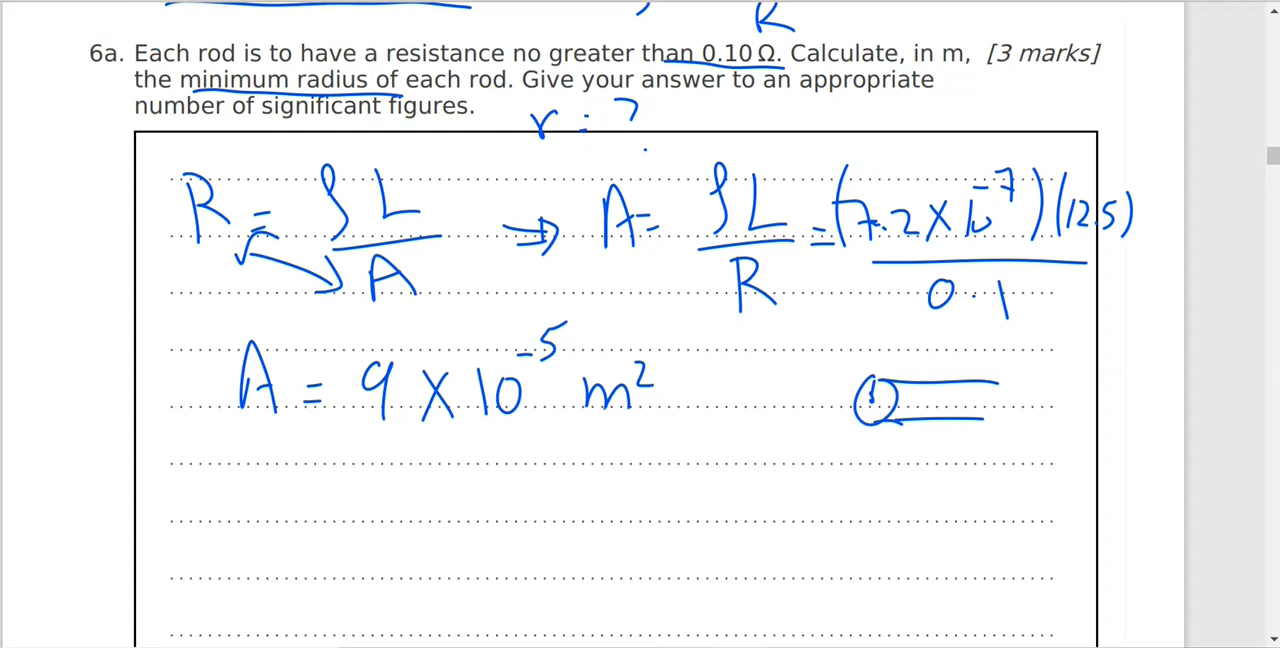 R
6a. Each rod is to have a resistance no greater than 0.10 Ω. Calculate, in m, [3 marks]
the minimum radius of each rod. Give your answer to an appropriate
number of significant figures.
r = ?
R = ρL / A → A = ρL / R = (7.2 × 10⁻⁷)(12.5) / 0.1
A = 9 × 10⁻⁵ m²